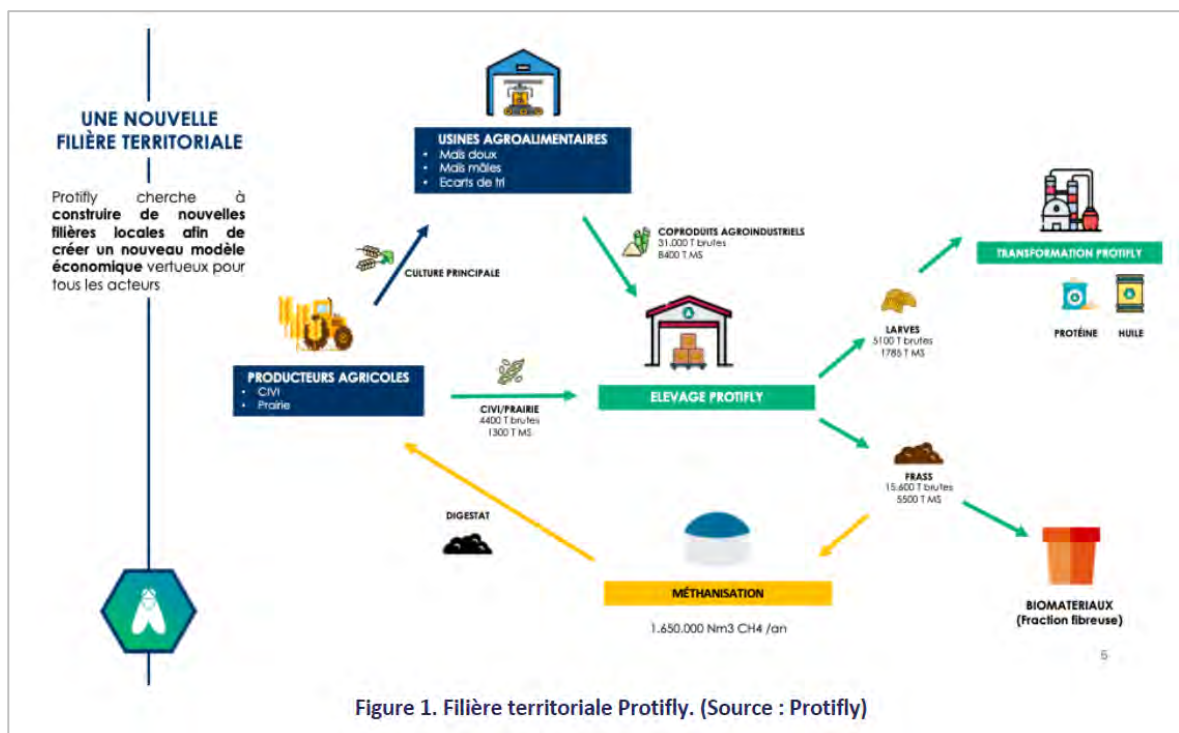 UNE NOUVELLE
FILIÈRE TERRITORIALE
Protifly cherche à
construire de nouvelles
filières locales afin de
créer un nouveau modèle
économique vertueux pour
tous les acteurs
USINES AGROALIMENTAIRES
• Maïs doux
• Maïs mâles
• Ecarts de tri
CULTURE PRINCIPALE
COPRODUITS AGROINDUSTRIELS
31.000 T brutes
8400 T MS
PRODUCTEURS AGRICOLES
• CIVI
• Prairie
CIVI/PRAIRIE
4400 T brutes
1300 T MS
ELEVAGE PROTIFLY
LARVES
5100 T brutes
1785 T MS
TRANSFORMATION PROTIFLY
PROTÉINE
HUILE
FRASS
15.600 T brutes
5500 T MS
DIGESTAT
MÉTHANISATION
1.650.000 Nm3 CH4 /an
BIOMATERIAUX
(Fraction fibreuse)
5
Figure 1. Filière territoriale Protifly. (Source : Protifly)